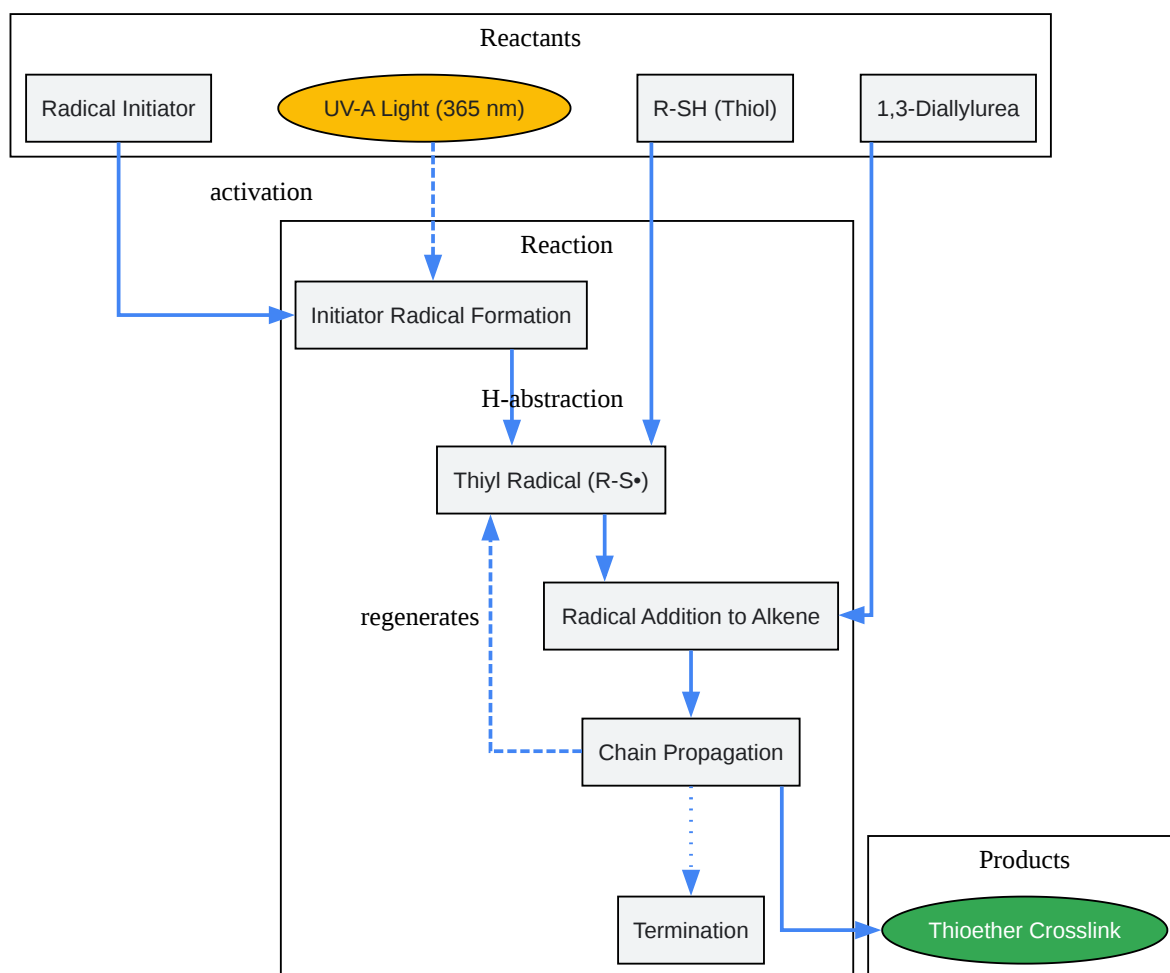 Reactants
Radical Initiator
UV-A Light (365 nm)
R-SH (Thiol)
1,3-Diallylurea
activation
Reaction
Initiator Radical Formation
H-abstraction
Thiyl Radical (R-S•)
Radical Addition to Alkene
regenerates
Chain Propagation
Products
Termination
Thioether Crosslink